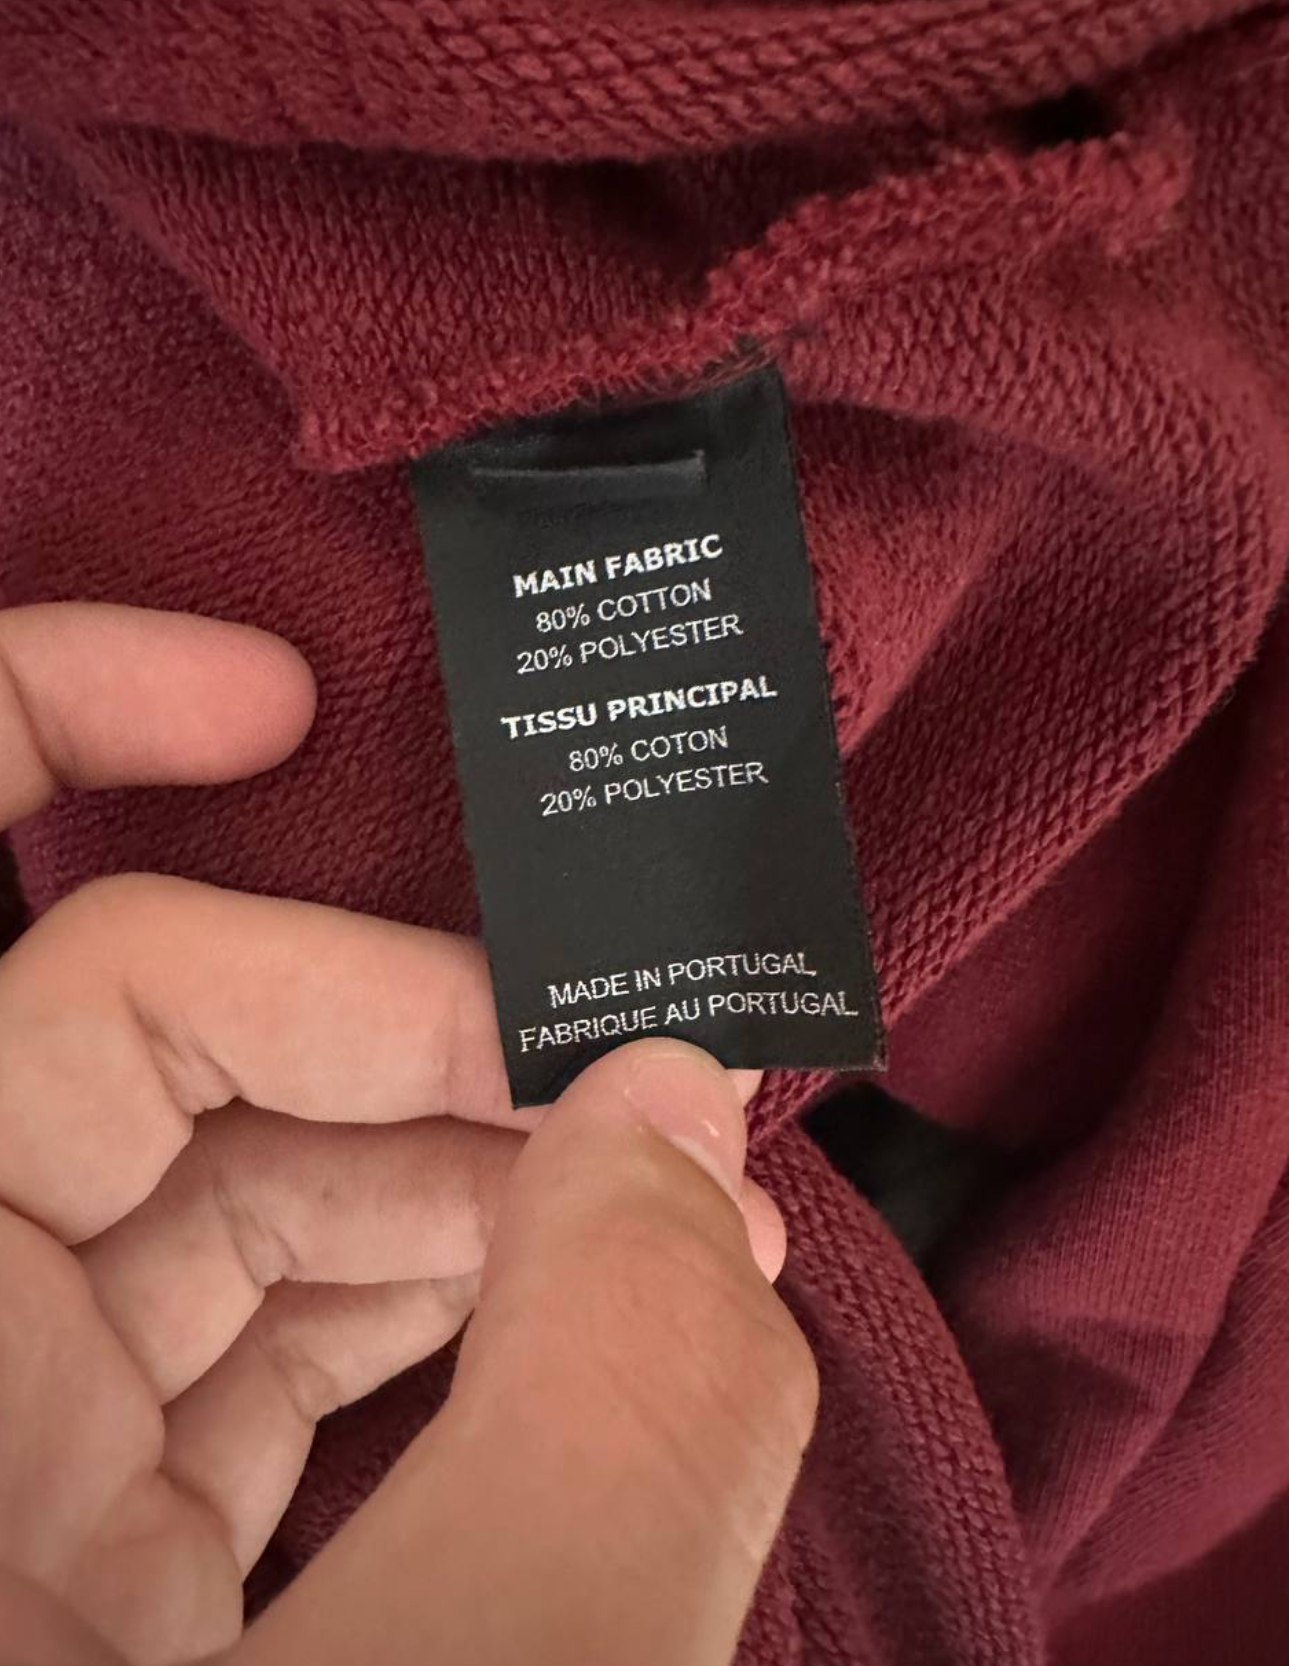 MAIN FABRIC
80% COTTON
20% POLYESTER
TISSU PRINCIPAL
80% COTON
20% POLYESTER
MADE IN PORTUGAL
FABRIQUE AU PORTUGAL